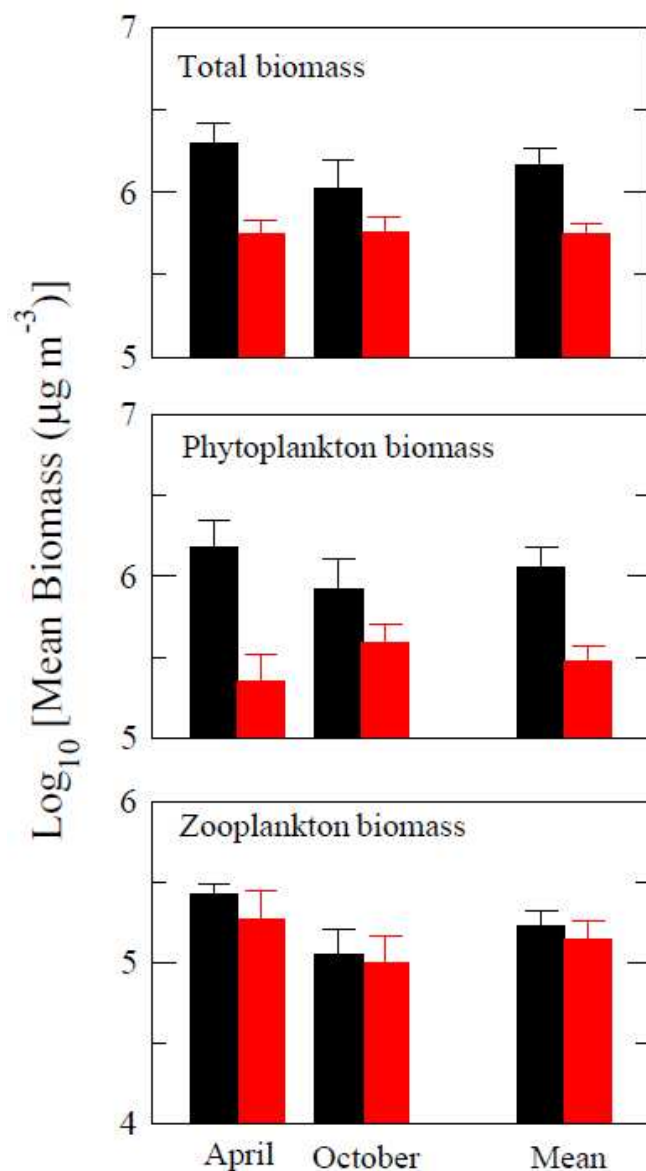 Log₁₀ [Mean Biomass (μg m⁻³)]
7
Total biomass
6
5
7
Phytoplankton biomass
6
5
6
Zooplankton biomass
5
4
April October Mean